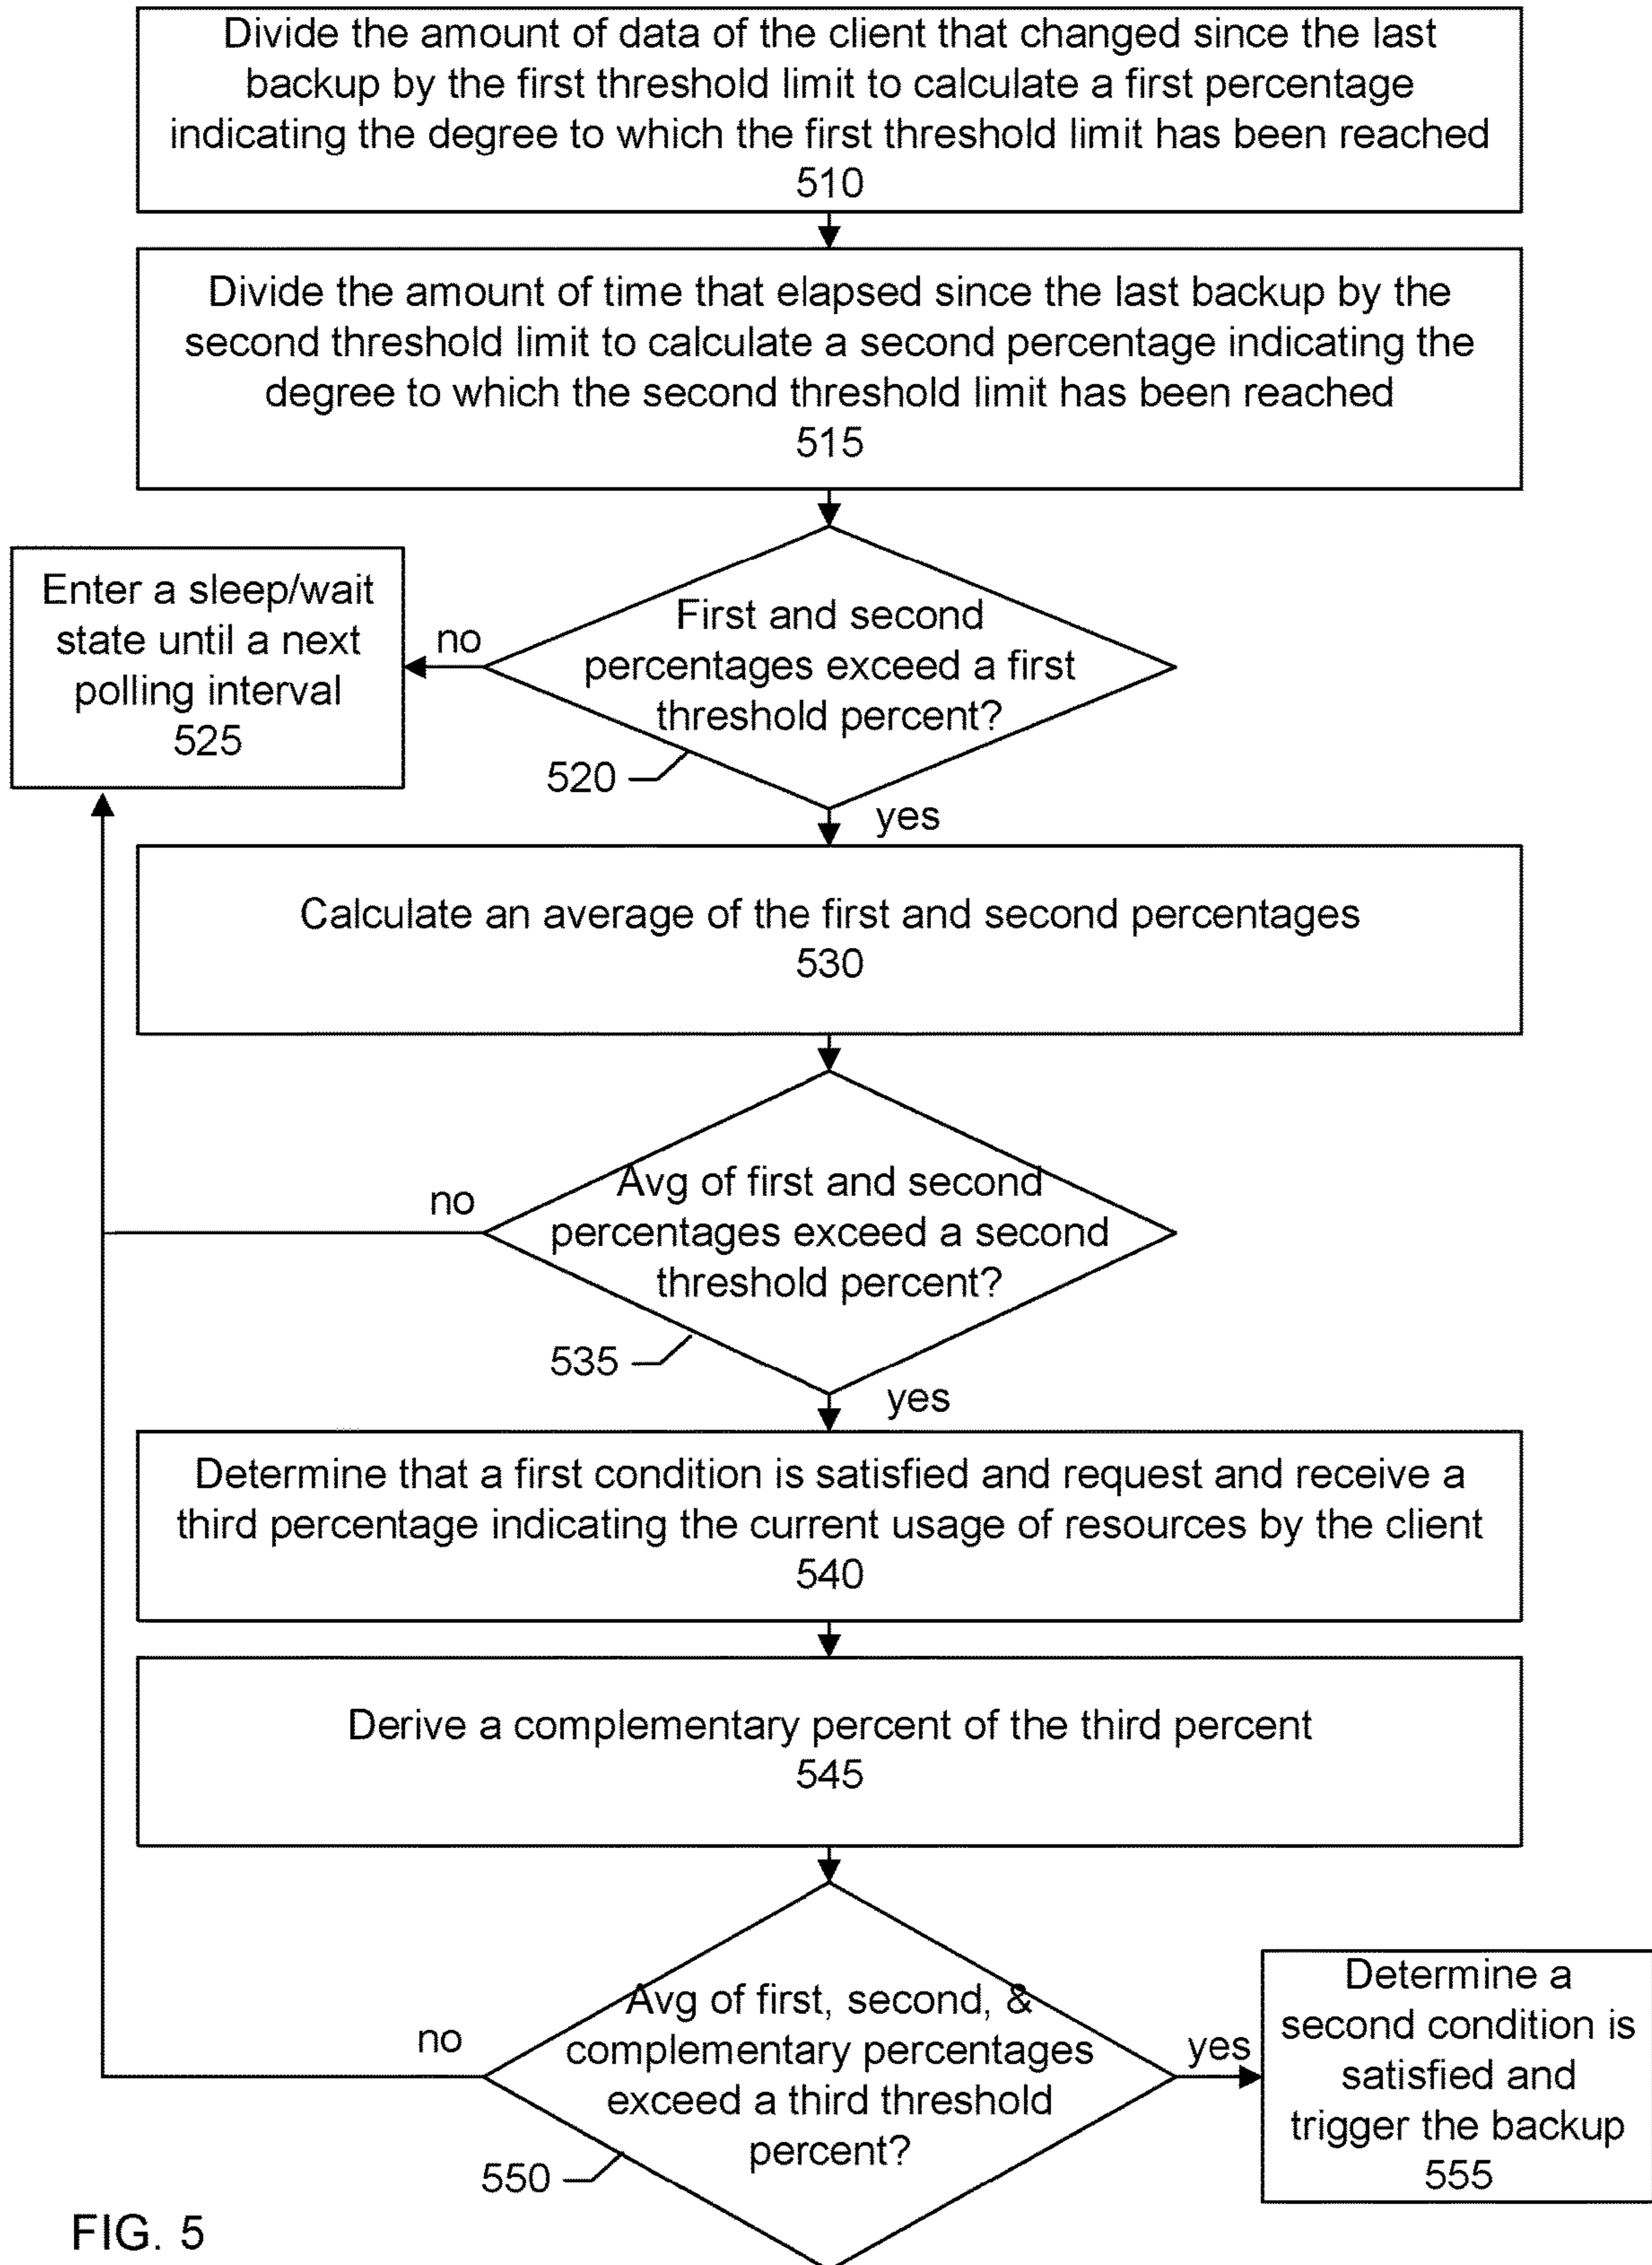 Divide the amount of data of the client that changed since the last
backup by the first threshold limit to calculate a first percentage
indicating the degree to which the first threshold limit has been reached
510
Divide the amount of time that elapsed since the last backup by the
second threshold limit to calculate a second percentage indicating the
degree to which the second threshold limit has been reached
515
First and second
percentages exceed a first
threshold percent?
520
no
Enter a sleep/wait
state until a next
polling interval
525
yes
Calculate an average of the first and second percentages
530
Avg of first and second
percentages exceed a second
threshold percent?
535
no
yes
Determine that a first condition is satisfied and request and receive a
third percentage indicating the current usage of resources by the client
540
Derive a complementary percent of the third percent
545
Avg of first, second, &
complementary percentages
exceed a third threshold
percent?
550
no
yes
Determine a
second condition is
satisfied and
trigger the backup
555
FIG. 5